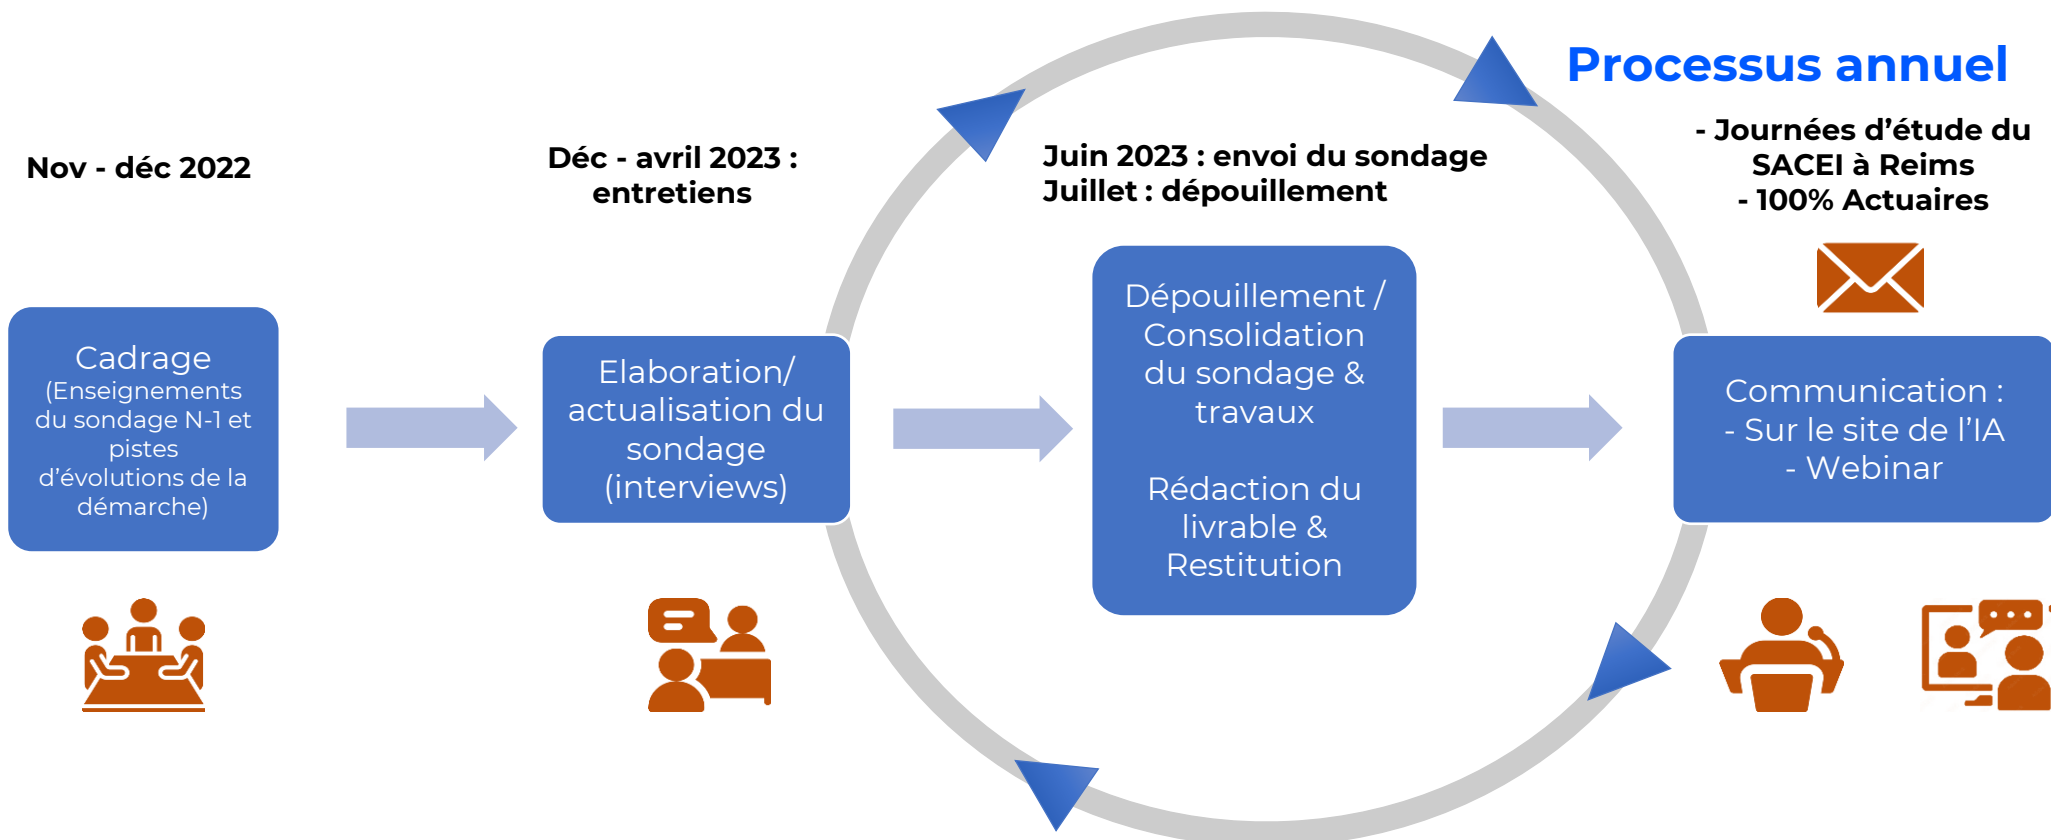 Processus annuel
Nov - déc 2022
Déc - avril 2023 :
entretiens
Juin 2023 : envoi du sondage
Juillet : dépouillement
- Journées d’étude du
SACEI à Reims
- 100% Actuaires
Cadrage
(Enseignements
du sondage N-1 et
pistes
d’évolutions de la
démarche)
Elaboration/
actualisation du
sondage
(interviews)
Dépouillement /
Consolidation
du sondage &
travaux
Rédaction du
livrable &
Restitution
Communication :
- Sur le site de l’IA
- Webinar